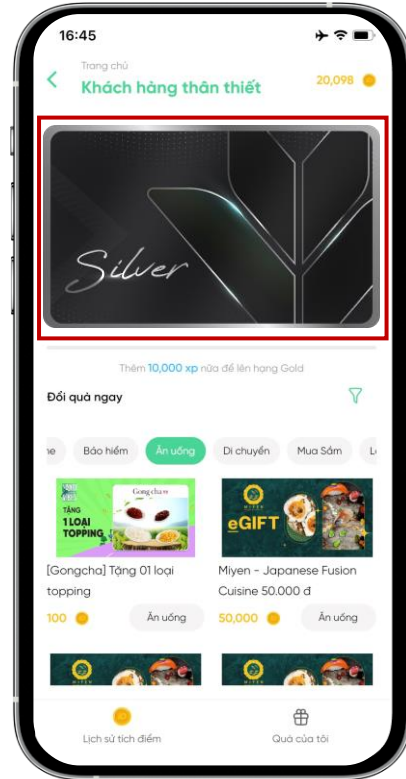 16:45
Trang chủ
Khách hàng thân thiết
20,098
Silver
Thêm 10,000 xp nữa để lên hạng Gold
Đổi quà ngay
Báo hiểm
Ăn uống
Di chuyển
Mua Sắm
TẶNG
1 LOẠI
TOPPING
Gong cha
MIYEN
eGIFT
[Gongcha] Tặng 01 loại
topping
100
Ăn uống
Miyen - Japanese Fusion
Cuisine 50.000 đ
50,000
Ăn uống
Lịch sử tích điểm
Quà của tôi